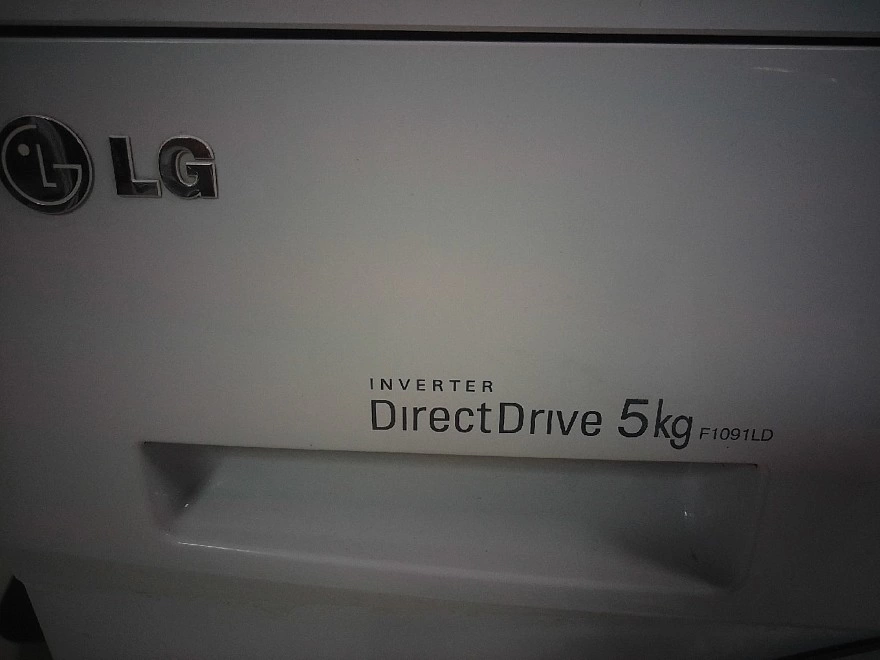 LG
INVERTER
DirectDrive 5kg F1091LD